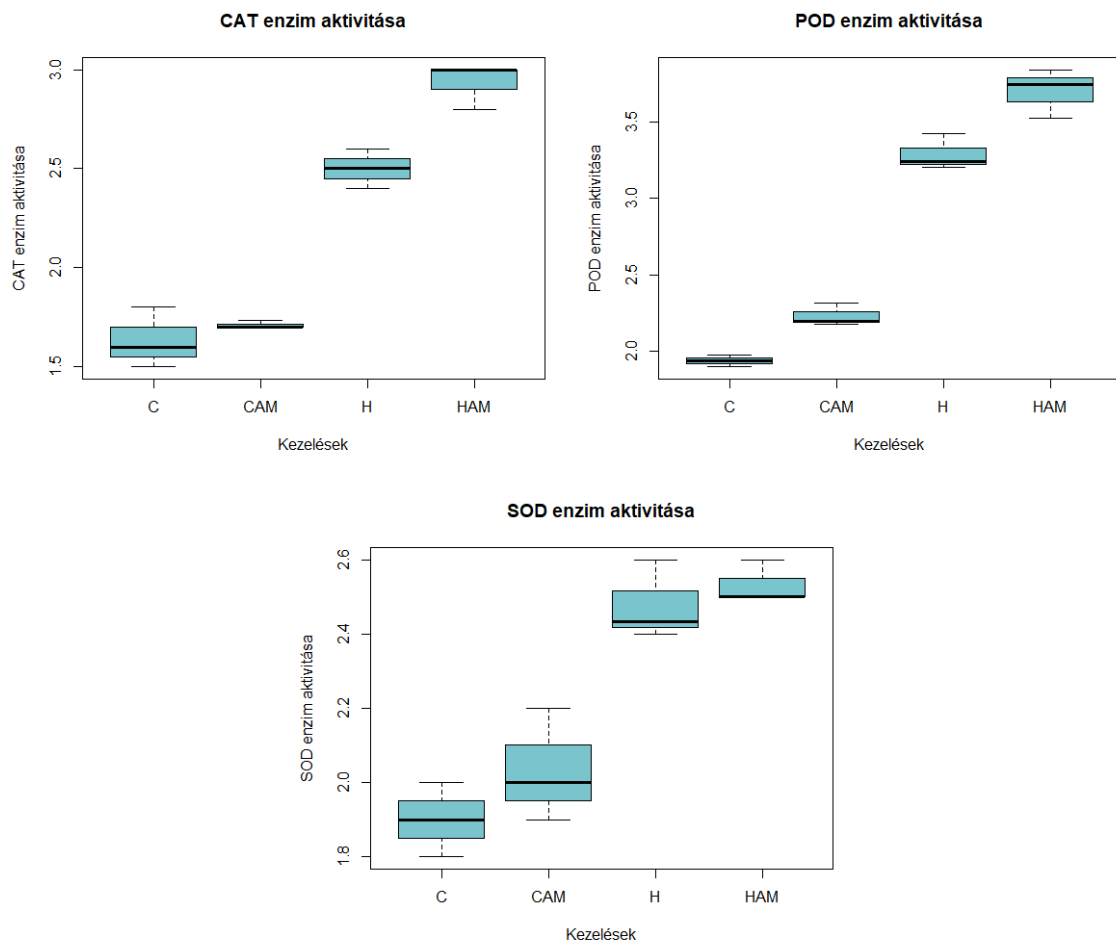 CAT enzim aktivitása
CAT enzim aktivitása
3.0
2.5
2.0
1.5
C CAM H HAM
Kezelések
POD enzim aktivitása
POD enzim aktivitása
3.5
3.0
2.5
2.0
C CAM H HAM
Kezelések
SOD enzim aktivitása
SOD enzim aktivitása
2.6
2.4
2.2
2.0
1.8
C CAM H HAM
Kezelések